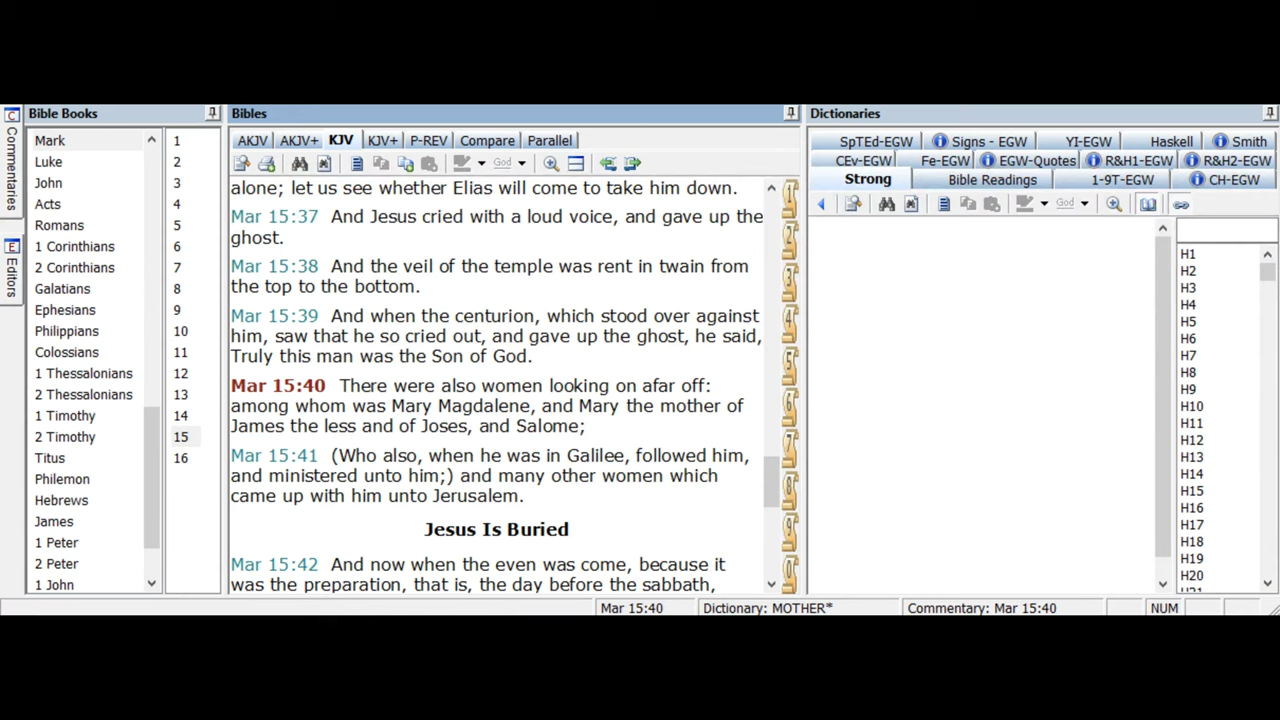 Commentaries
Editors
Bible Books
Mark
Luke
John
Acts
Romans
1 Corinthians
2 Corinthians
Galatians
Ephesians
Philippians
Colossians
1 Thessalonians
2 Thessalonians
1 Timothy
2 Timothy
Titus
Philemon
Hebrews
James
1 Peter
2 Peter
1 John
1
2
3
4
5
6
7
8
9
10
11
12
13
14
15
16
Bibles
AKJV AKJV+ KJV KJV+ P-REV Compare Parallel
God
alone; let us see whether Elias will come to take him down.
Mar 15:37 And Jesus cried with a loud voice, and gave up the
ghost.
Mar 15:38 And the veil of the temple was rent in twain from
the top to the bottom.
Mar 15:39 And when the centurion, which stood over against
him, saw that he so cried out, and gave up the ghost, he said,
Truly this man was the Son of God.
Mar 15:40 There were also women looking on afar off:
among whom was Mary Magdalene, and Mary the mother of
James the less and of Joses, and Salome;
Mar 15:41 (Who also, when he was in Galilee, followed him,
and ministered unto him;) and many other women which
came up with him unto Jerusalem.
Jesus Is Buried
Mar 15:42 And now when the even was come, because it
was the preparation, that is, the day before the sabbath,
1
2
3
4
5
6
7
8
9
0
Dictionaries
SpTEd-EGW Signs - EGW YI-EGW Haskell Smith
CEv-EGW Fe-EGW EGW-Quotes R&H1-EGW R&H2-EGW
Strong Bible Readings 1-9T-EGW CH-EGW
God
H1
H2
H3
H4
H5
H6
H7
H8
H9
H10
H11
H12
H13
H14
H15
H16
H17
H18
H19
H20
H21
Mar 15:40 Dictionary: MOTHER* Commentary: Mar 15:40 NUM